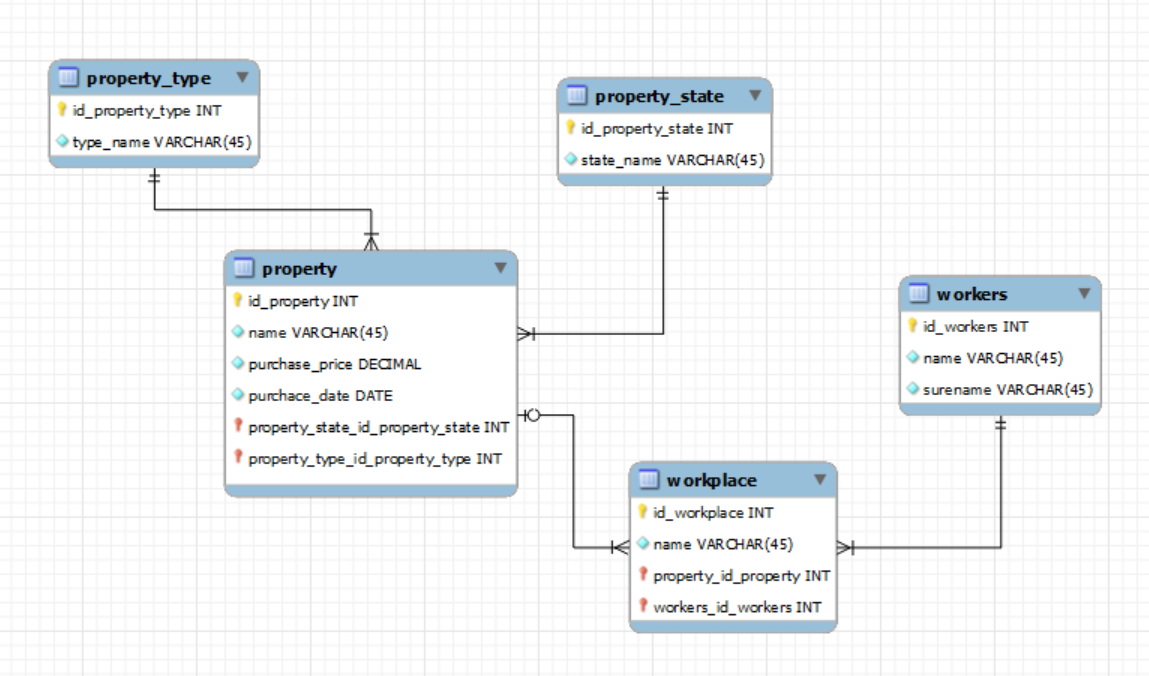 property_type
id_property_type INT
type_name VARCHAR(45)
property_state
id_property_state INT
state_name VARCHAR(45)
property
id_property INT
name VARCHAR(45)
purchase_price DECIMAL
purchace_date DATE
property_state_id_property_state INT
property_type_id_property_type INT
workers
id_workers INT
name VARCHAR(45)
surename VARCHAR(45)
workplace
id_workplace INT
name VARCHAR(45)
property_id_property INT
workers_id_workers INT